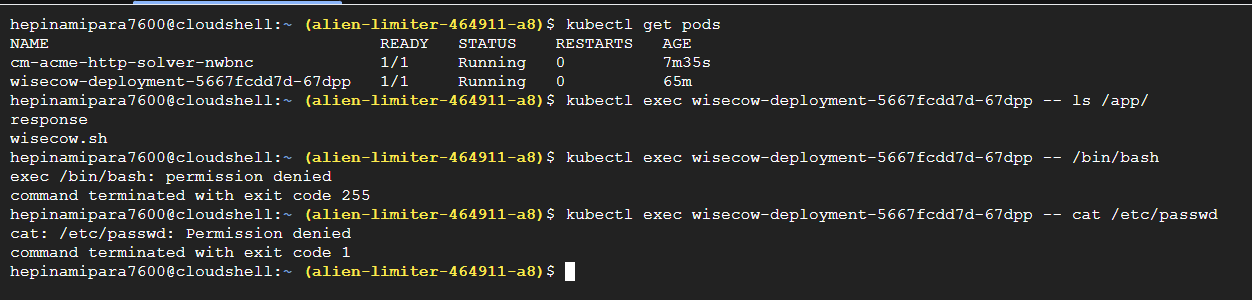 hepinamipara7600@cloudshell:~ (alien-limiter-464911-a8)$ kubectl get pods
NAME                                 READY   STATUS    RESTARTS   AGE
cm-acme-http-solver-nwbnc            1/1     Running   0          7m35s
wisecow-deployment-5667fcdd7d-67dpp   1/1     Running   0          65m
hepinamipara7600@cloudshell:~ (alien-limiter-464911-a8)$ kubectl exec wisecow-deployment-5667fcdd7d-67dpp -- ls /app/
response
wisecow.sh
hepinamipara7600@cloudshell:~ (alien-limiter-464911-a8)$ kubectl exec wisecow-deployment-5667fcdd7d-67dpp -- /bin/bash
exec /bin/bash: permission denied
command terminated with exit code 255
hepinamipara7600@cloudshell:~ (alien-limiter-464911-a8)$ kubectl exec wisecow-deployment-5667fcdd7d-67dpp -- cat /etc/passwd
cat: /etc/passwd: Permission denied
command terminated with exit code 1
hepinamipara7600@cloudshell:~ (alien-limiter-464911-a8)$